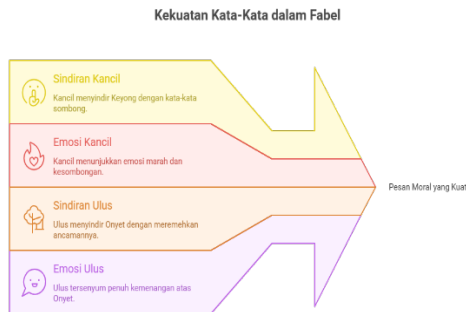 Kekuatan Kata-Kata dalam Fabel
Sindiran Kancil
Kancil menyindir Keyong dengan kata-kata
sombong.
Emosi Kancil
Kancil menunjukkan emosi marah dan
kesombongan.
Sindiran Ulus
Ulus menyindir Onyet dengan meremehkan
ancamannya.
Emosi Ulus
Ulus tersenyum penuh kemenangan atas
Onyet.
Pesan Moral yang Kuat